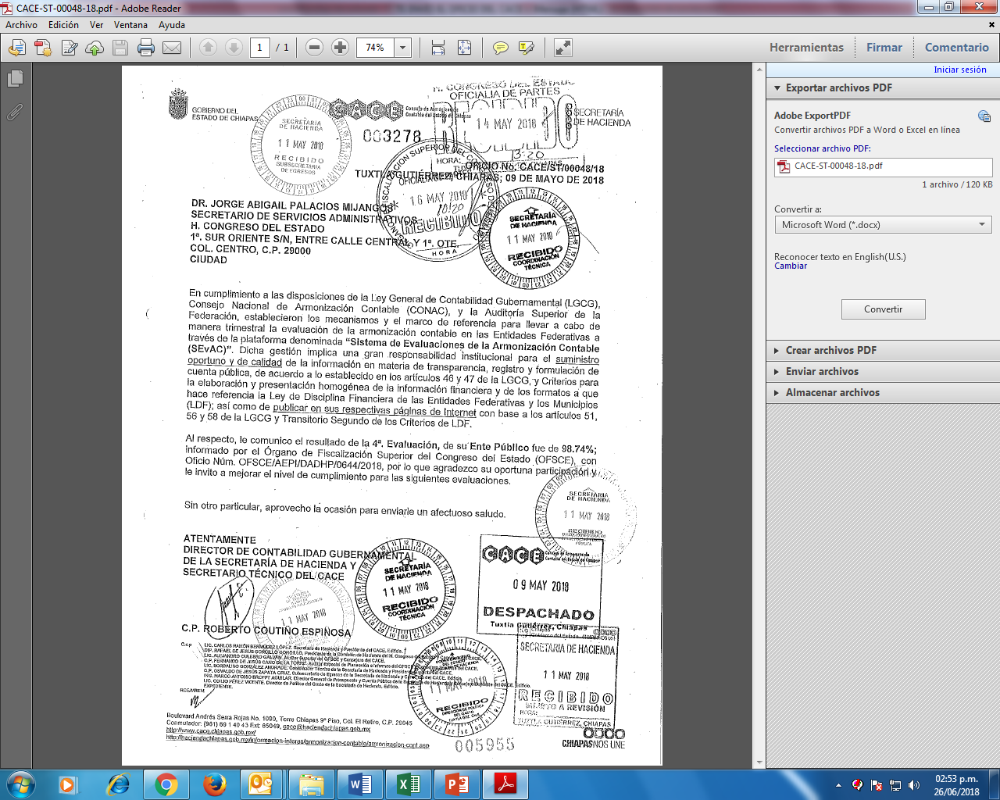 CACE-ST-00048-18.pdf - Adobe Reader
Archivo Edición Ver Ventana Ayuda
1 / 1 74% Herramientas Firmar Comentario
Iniciar sesión
Exportar archivos PDF
Adobe ExportPDF
Convertir archivos PDF a Word o Excel en línea
Seleccionar archivo PDF:
CACE-ST-00048-18.pdf
1 archivo / 120 KB
Convertir a:
Microsoft Word (*.docx)
Reconocer texto en English(U.S.)
Cambiar
Convertir
Crear archivos PDF
Enviar archivos
Almacenar archivos
H. CONGRESO DEL ESTADO
OFICIALIA DE PARTES
RECIBIDO
14 MAY 2018
13:20
HORA:
GOBIERNO DEL
ESTADO DE CHIAPAS
CACE Consejo de Armonización
Contable del Estado de Chiapas
SECRETARÍA
DE HACIENDA
SECRETARIA
DE HACIENDA
11 MAY 2018
RECIBIDO
SUBSECRETARIA
DE EGRESOS
003278
OFICIO No. CACE/ST/00048/18
TUXTLA GUTIÉRREZ, CHIAPAS; 09 DE MAYO DE 2018
16 MAY 2018
10:20
RECIBIDO
HORA
SECRETARÍA
DE HACIENDA
11 MAY 2018
RECIBIDO
COORDINACIÓN
TÉCNICA
DR. JORGE ABIGAIL PALACIOS MIJANGOS
SECRETARIO DE SERVICIOS ADMINISTRATIVOS
H. CONGRESO DEL ESTADO
1ª. SUR ORIENTE S/N, ENTRE CALLE CENTRAL Y 1ª. OTE.
COL. CENTRO, C.P. 29000
CIUDAD
En cumplimiento a las disposiciones de la Ley General de Contabilidad Gubernamental (LGCG),
Consejo Nacional de Armonización Contable (CONAC), y la Auditoría Superior de la
Federación, establecieron los mecanismos y el marco de referencia para llevar a cabo de
manera trimestral la evaluación de la armonización contable en las Entidades Federativas a
través de la plataforma denominada “Sistema de Evaluaciones de la Armonización Contable
(SEvAC)”. Dicha gestión implica una gran responsabilidad institucional para el suministro
oportuno y de calidad de la información en materia de transparencia, registro y formulación de
cuenta pública, de acuerdo a lo establecido en los artículos 46 y 47 de la LGCG, y Criterios para
la elaboración y presentación homogénea de la información financiera y de los formatos a que
hace referencia la Ley de Disciplina Financiera de las Entidades Federativas y los Municipios
(LDF); así como de publicar en sus respectivas páginas de Internet con base a los artículos 51,
56 y 58 de la LGCG y Transitorio Segundo de los Criterios de LDF.
Al respecto, le comunico el resultado de la 4ª. Evaluación, de su Ente Público fue de 98.74%;
informado por el Órgano de Fiscalización Superior del Congreso del Estado (OFSCE), con
Oficio Núm. OFSCE/AEPI/DADHP/0644/2018, por lo que agradezco su oportuna participación y
le invito a mejorar el nivel de cumplimiento para las siguientes evaluaciones.
Sin otro particular, aprovecho la ocasión para enviarle un afectuoso saludo.
SECRETARIA
DE HACIENDA
11 MAY 2018
RECIBIDO
ATENTAMENTE
DIRECTOR DE CONTABILIDAD GUBERNAMENTAL
DE LA SECRETARÍA DE HACIENDA Y
SECRETARIO TÉCNICO DEL CACE
C.P. ROBERTO COUTIÑO ESPINOSA
11 MAY 2018
SECRETARÍA
DE HACIENDA
11 MAY 2018
RECIBIDO
COORDINACIÓN
TÉCNICA
CACE Consejo de Armonización
Contable del Estado de Chiapas
09 MAY 2018
DESPACHADO
Tuxtla Gutiérrez, Chiapas
SECRETARIA DE HACIENDA
11 MAY 2018
RECIBIDO
SUJETO A REVISIÓN
HORA:
TUXTLA GUTIÉRREZ, CHIAPAS
11 MAY 2018
RECIBIDO
DIRECCIÓN DE POLÍTICA
DEL GASTO
C.c.p LIC. CARLOS RAMÓN BERMÚDEZ LÓPEZ. Secretario de Hacienda y Presidente del CACE. Edificio.
EXPEDIENTE.
RCE/MREM
Boulevard Andrés Serra Rojas No. 1090, Torre Chiapas 9º Piso, Col. El Retiro, C.P. 29045
Conmutador: (961) 69 1 40 43 Ext: 65049, cace@haciendachiapas.gob.mx
http://www.cace.chiapas.gob.mx/
http://haciendachiapas.gob.mx/informacion-interes/armonizacion-contable/armonizacion-cont.asp
005955
CHIAPASNOS UNE
02:53 p.m.
26/06/2018